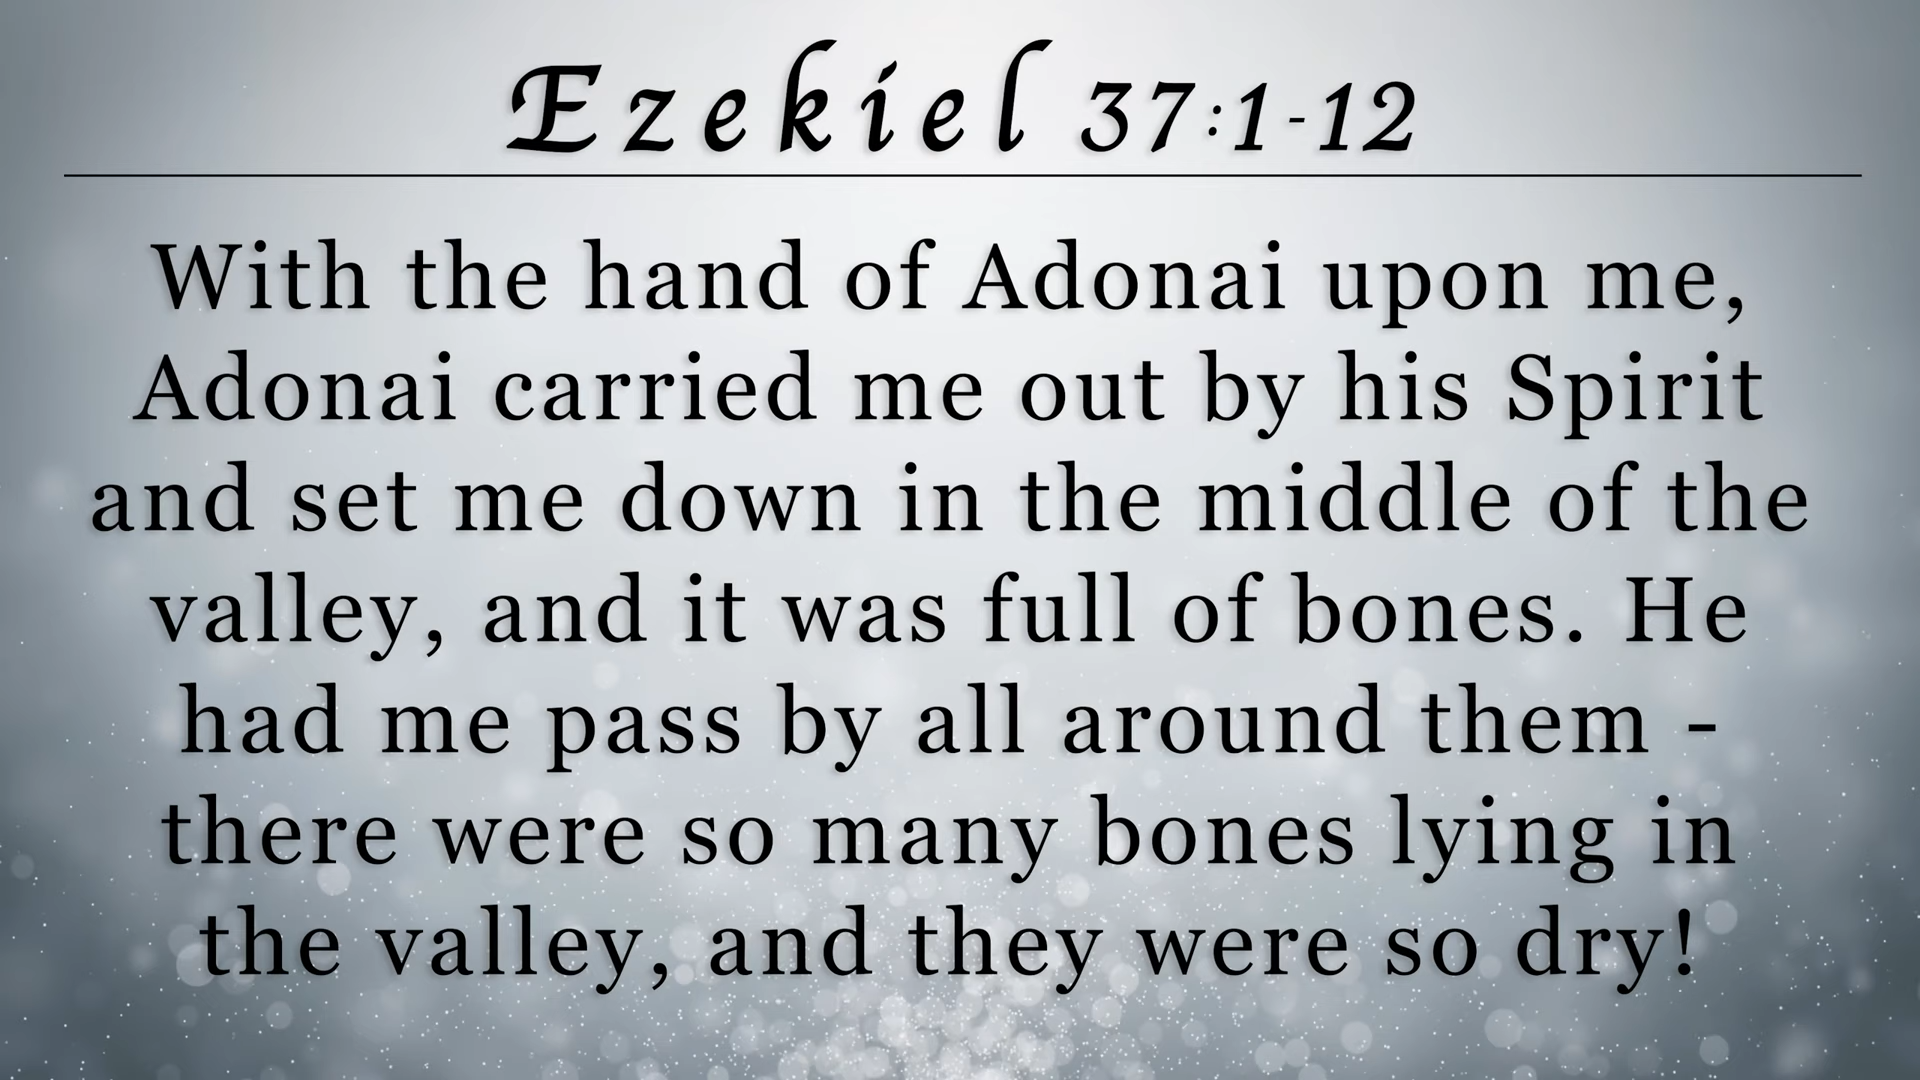 Ezekiel 37:1-12
With the hand of Adonai upon me,
Adonai carried me out by his Spirit
and set me down in the middle of the
valley, and it was full of bones. He
had me pass by all around them -
there were so many bones lying in
the valley, and they were so dry!